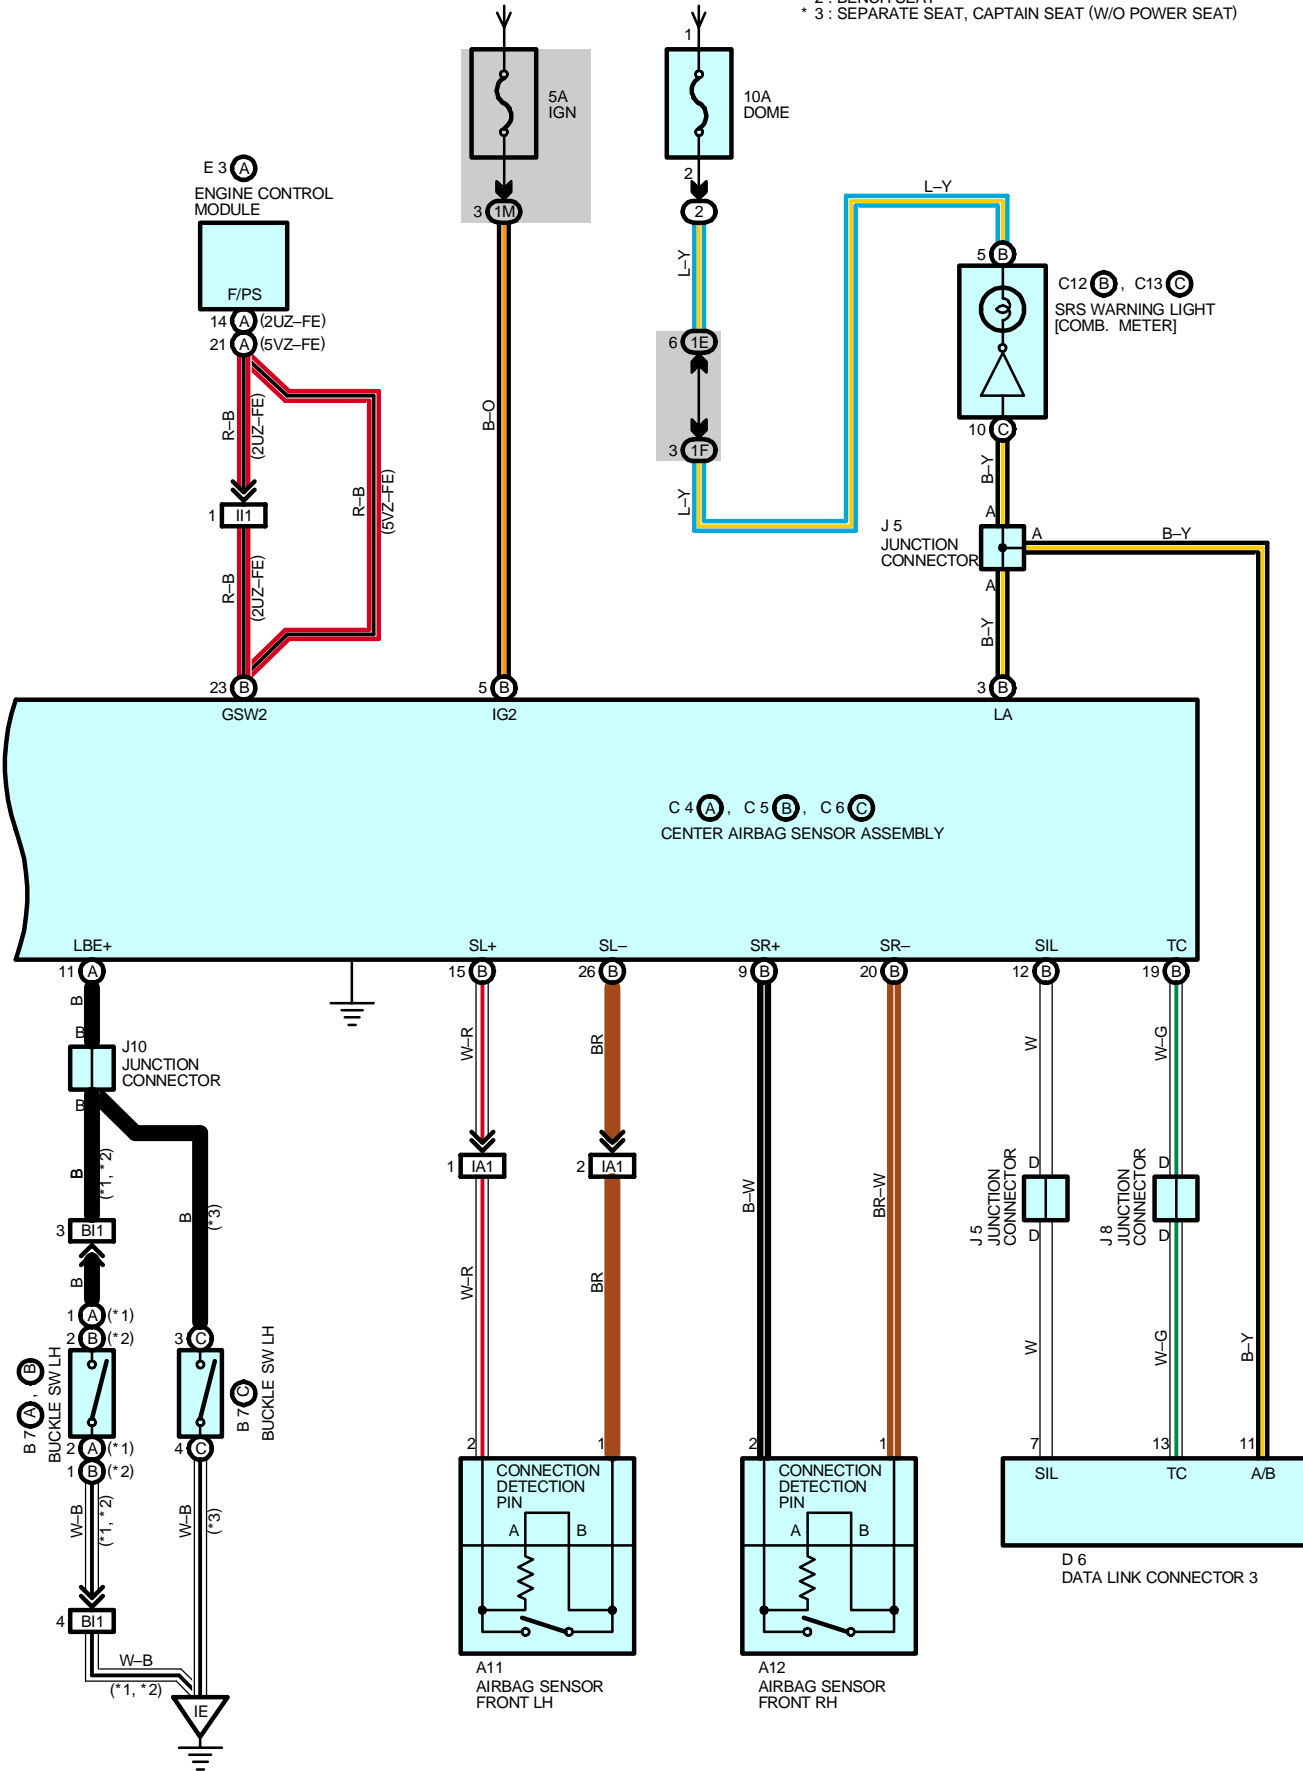 * 2 : BENCH SEAT
* 3 : SEPARATE SEAT, CAPTAIN SEAT (W/O POWER SEAT)
1
5A
IGN
10A
DOME
E 3 A
ENGINE CONTROL
MODULE
2
3 1M
2
L–Y
L–Y
5 B
F/PS
C12 B , C13 C
SRS WARNING LIGHT
[COMB. METER]
14 A (2UZ–FE)
21 A (5VZ–FE)
6 1E
R–B
(2UZ–FE)
B–O
3 1F
10 C
B–Y
R–B
(5VZ–FE)
L–Y
1 II1
A
J 5
JUNCTION
CONNECTOR
A
B–Y
R–B
(2UZ–FE)
A
B–Y
23 B
5 B
3 B
GSW2
IG2
LA
C 4 A , C 5 B , C 6 C
CENTER AIRBAG SENSOR ASSEMBLY
LBE+
SL+
SL–
SR+
SR–
SIL
TC
11 A
15 B
26 B
9 B
20 B
12 B
19 B
B
B
J10
JUNCTION
CONNECTOR
B
W–R
BR
W
W–G
B
(*1, *2)
B
(*3)
1 IA1
2 IA1
B–W
BR–W
D
J 5
JUNCTION
CONNECTOR
D
D
J 8
JUNCTION
CONNECTOR
D
3 BI1
B
W–R
BR
1 A (*1)
2 B (*2)
3 C
W
W–G
B–Y
B 7 A , B
BUCKLE SW LH
B 7 C
BUCKLE SW LH
2 A (*1)
1 B (*2)
4 C
2
1
2
1
7
13
11
CONNECTION
DETECTION
PIN
CONNECTION
DETECTION
PIN
SIL
TC
A/B
W–B
(*1, *2)
W–B
(*3)
A
B
A
B
D 6
DATA LINK CONNECTOR 3
4 BI1
W–B
(*1, *2)
IE
A11
AIRBAG SENSOR
FRONT LH
A12
AIRBAG SENSOR
FRONT RH